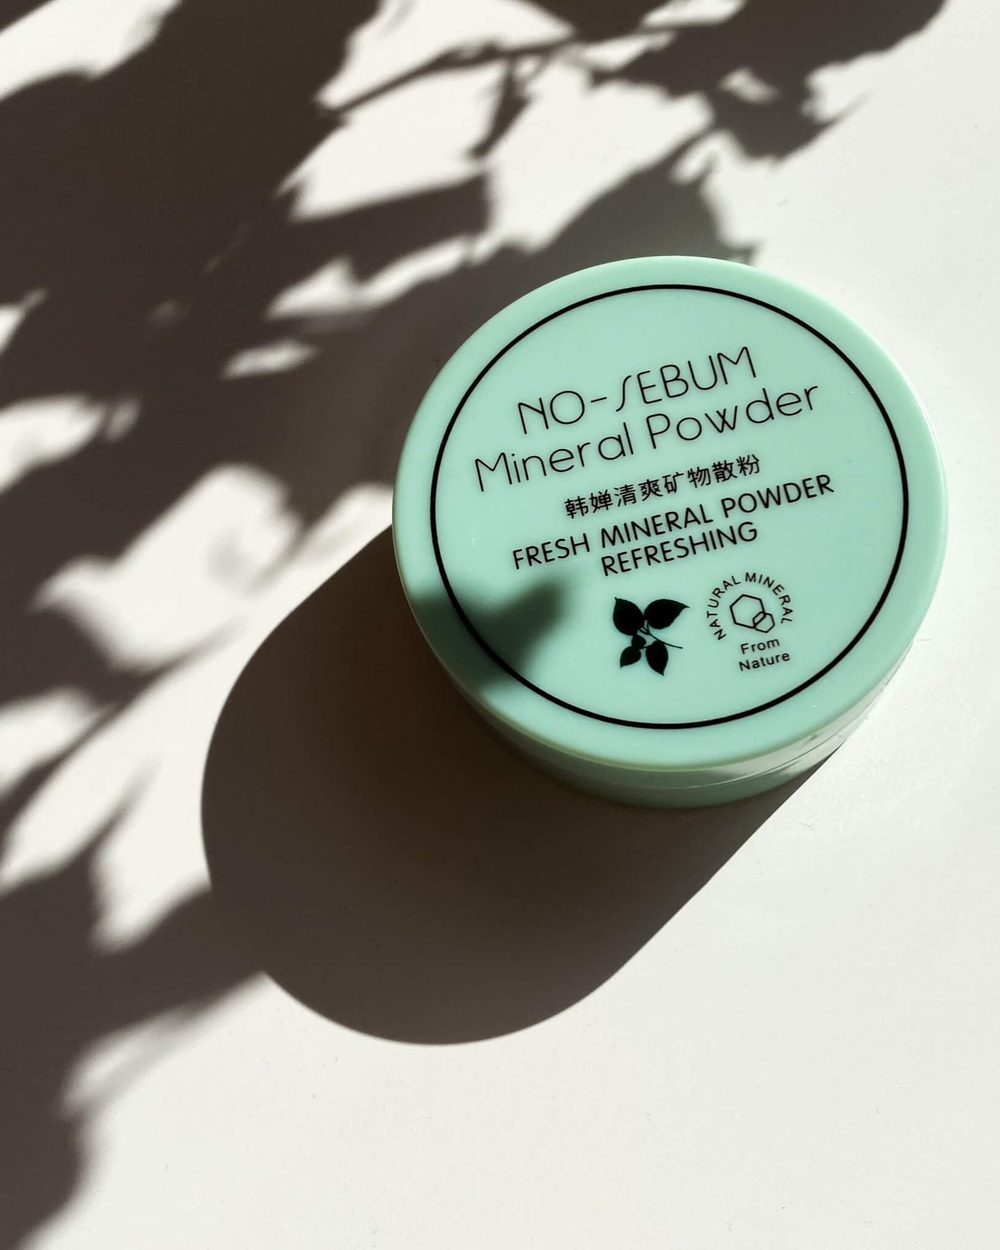 NO-SEBUM
Mineral Powder
韩婵清爽矿物散粉
FRESH MINERAL POWDER
REFRESHING
NATURAL MINERAL
From
Nature